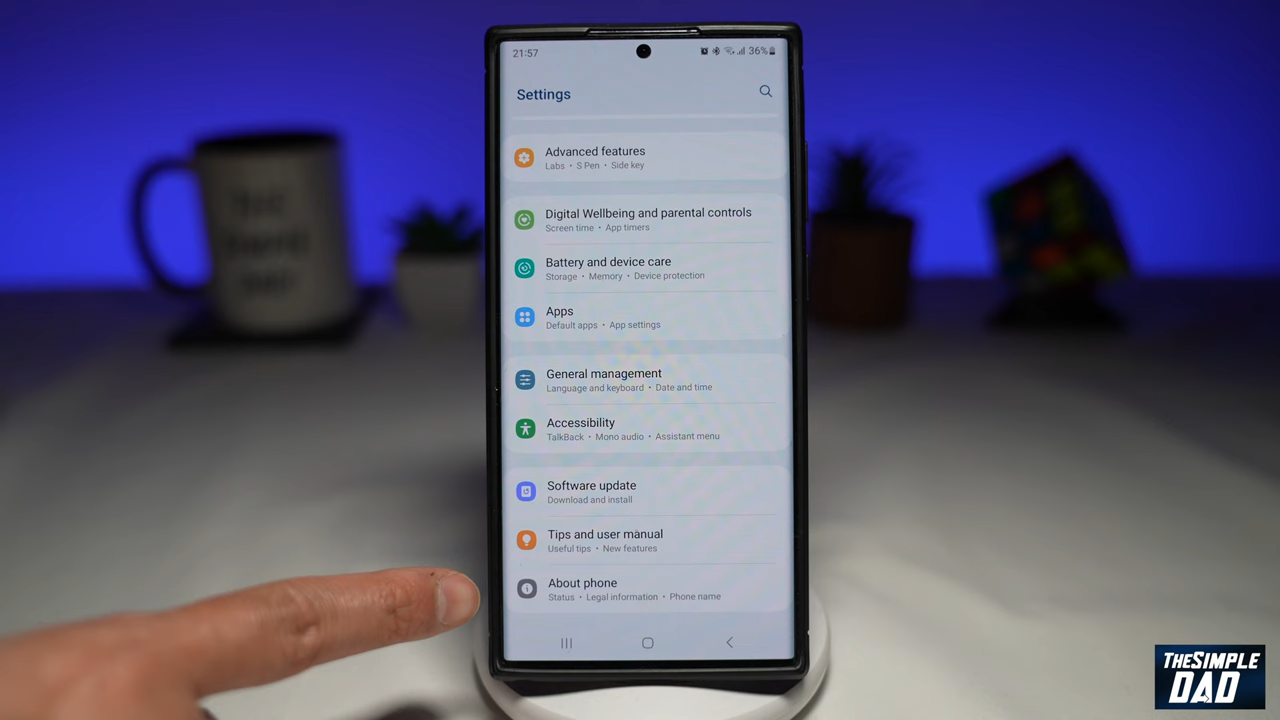 21:57
36%
Settings
Advanced features
Labs • S Pen • Side key
Digital Wellbeing and parental controls
Screen time • App timers
Battery and device care
Storage • Memory • Device protection
Apps
Default apps • App settings
General management
Language and keyboard • Date and time
Accessibility
TalkBack • Mono audio • Assistant menu
Software update
Download and install
Tips and user manual
Useful tips • New features
About phone
Status • Legal information • Phone name
THE SIMPLE
DAD